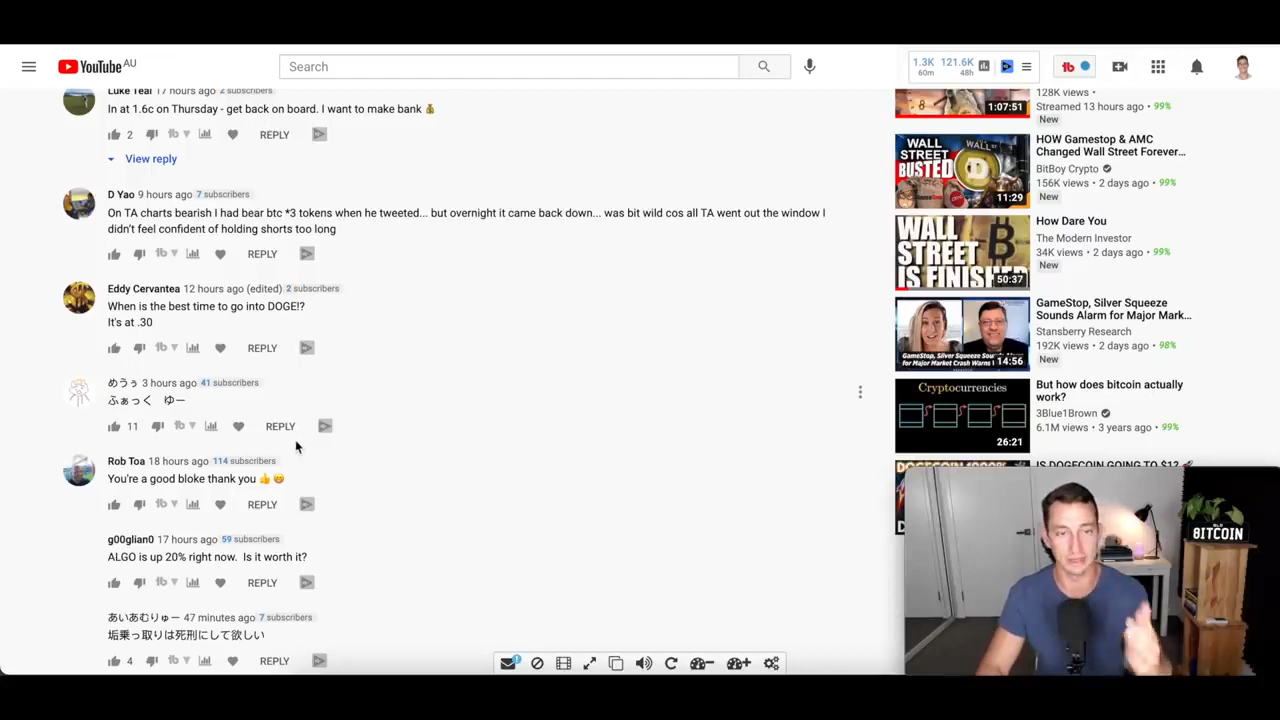 YouTube AU
Search
1.3K 121.6K
60m 48h
Luke Teal 17 hours ago 2 subscribers
In at 1.6c on Thursday - get back on board. I want to make bank 💰
2 REPLY
View reply
D Yao 9 hours ago 7 subscribers
On TA charts bearish I had bear btc *3 tokens when he tweeted... but overnight it came back down... was bit wild cos all TA went out the window I
didn't feel confident of holding shorts too long
REPLY
Eddy Cervantea 12 hours ago (edited) 2 subscribers
When is the best time to go into DOGE!?
It's at .30
REPLY
めうぅ 3 hours ago 41 subscribers
ふぁっく ゆー
11 REPLY
Rob Toa 18 hours ago 114 subscribers
You're a good bloke thank you 👍😁
REPLY
g00glian0 17 hours ago 59 subscribers
ALGO is up 20% right now. Is it worth it?
REPLY
あいあむりゅー 47 minutes ago 7 subscribers
垢乗っ取りは死刑にして欲しい
4 REPLY
128K views •
Streamed 13 hours ago • 99%
New
1:07:51
WALL STREET BUSTED
11:29
HOW Gamestop & AMC
Changed Wall Street Forever...
BitBoy Crypto
156K views • 2 days ago • 99%
New
WALL
STREET
IS FINISHED
50:37
How Dare You
The Modern Investor
34K views • 2 days ago • 99%
New
GameStop, Silver Squeeze
for Major Market Crash Warns
14:56
GameStop, Silver Squeeze
Sounds Alarm for Major Mark...
Stansberry Research
192K views • 2 days ago • 98%
New
Cryptocurrencies
26:21
But how does bitcoin actually
work?
3Blue1Brown
6.1M views • 3 years ago • 99%
IS DOGECOIN GOING TO $1? 🚀
BITCOIN